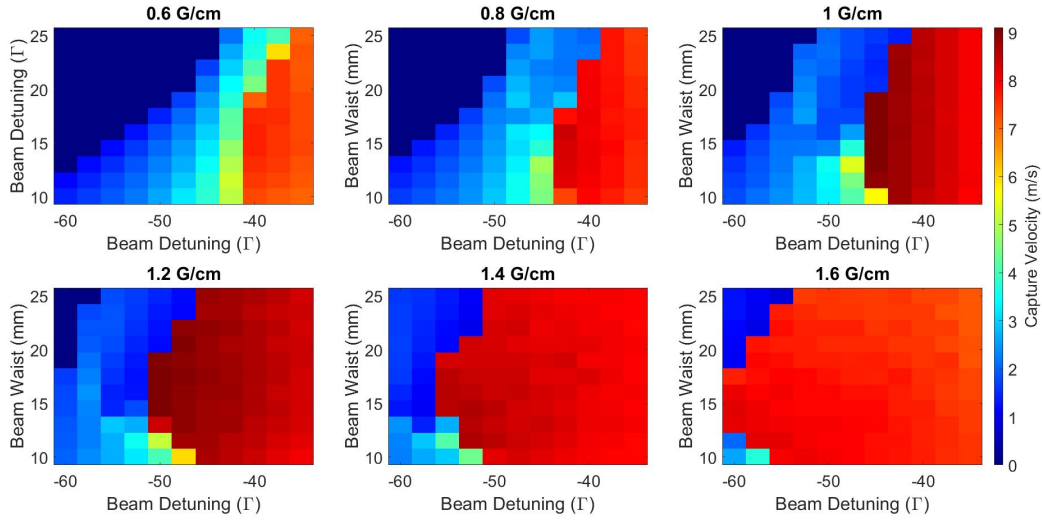 0.6 G/cm
0.8 G/cm
1 G/cm
25
20
15
10
Beam Detuning (Γ)
-60
-50
-40
Beam Detuning (Γ)
25
20
15
10
Beam Waist (mm)
-60
-50
-40
Beam Detuning (Γ)
25
20
15
10
Beam Waist (mm)
-60
-50
-40
Beam Detuning (Γ)
1.2 G/cm
1.4 G/cm
1.6 G/cm
25
20
15
10
Beam Waist (mm)
-60
-50
-40
Beam Detuning (Γ)
25
20
15
10
Beam Waist (mm)
-60
-50
-40
Beam Detuning (Γ)
25
20
15
10
Beam Waist (mm)
-60
-50
-40
Beam Detuning (Γ)
9
8
7
6
5
4
3
2
1
0
Capture Velocity (m/s)